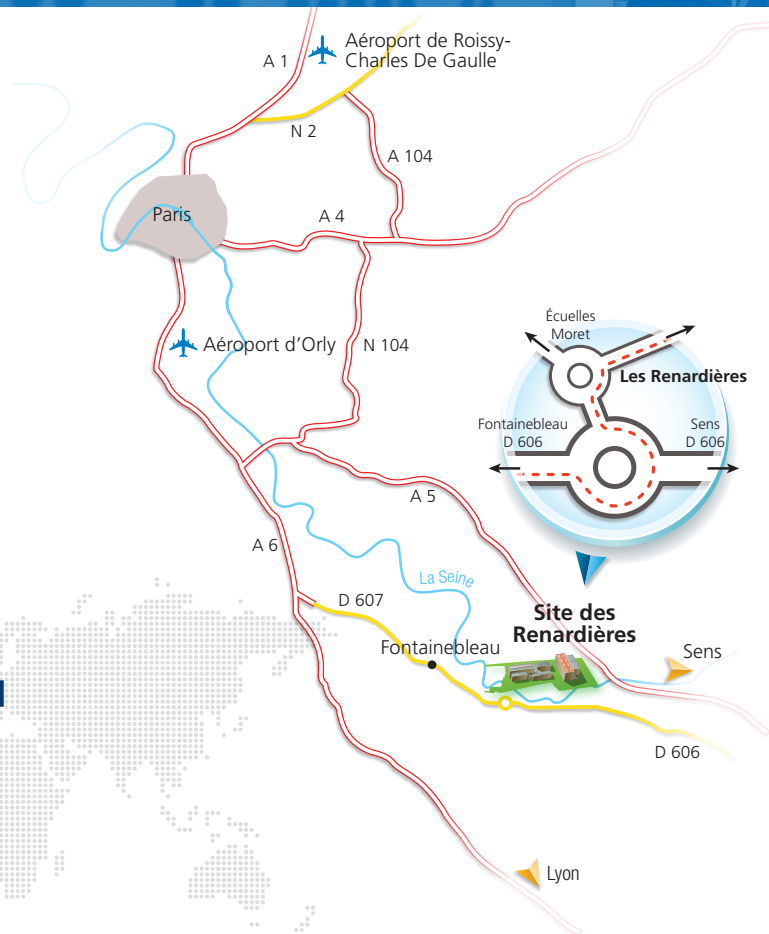 A 1
Aéroport de Roissy-
Charles De Gaulle
N 2
A 104
Paris
A 4
Aéroport d'Orly
N 104
Écuelles
Moret
Les Renardières
Fontainebleau
D 606
Sens
D 606
A 5
A 6
La Seine
D 607
Site des
Renardières
Fontainebleau
Sens
D 606
Lyon